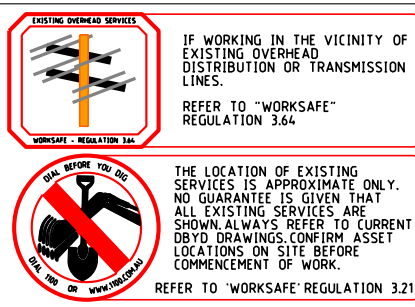 EXISTING OVERHEAD SERVICES
WORKSAFE - REGULATION 3.64
IF WORKING IN THE VICINITY OF
EXISTING OVERHEAD
DISTRIBUTION OR TRANSMISSION
LINES.
REFER TO "WORKSAFE"
REGULATION 3.64
DIAL BEFORE YOU DIG
DIAL 1100 OR WWW.1100.COM.AU
THE LOCATION OF EXISTING
SERVICES IS APPROXIMATE ONLY.
NO GUARANTEE IS GIVEN THAT
ALL EXISTING SERVICES ARE
SHOWN. ALWAYS REFER TO CURRENT
DBYD DRAWINGS. CONFIRM ASSET
LOCATIONS ON SITE BEFORE
COMMENCEMENT OF WORK.
REFER TO 'WORKSAFE' REGULATION 3.21